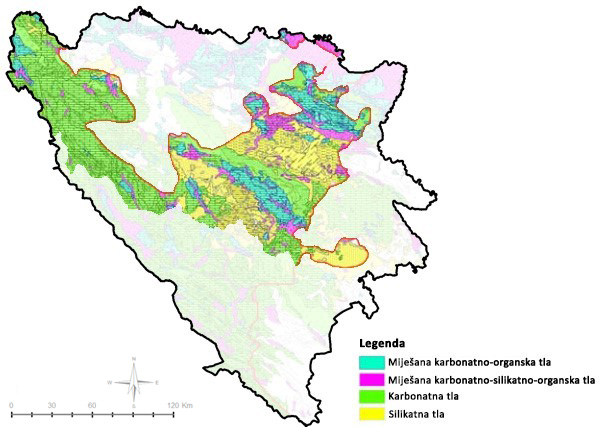 Legenda
Miješana karbonatno-organska tla
Miješana karbonatno-silikatno-organska tla
Karbonatna tla
Silikatna tla
N
W E
S
0 30 60 90 120 Km